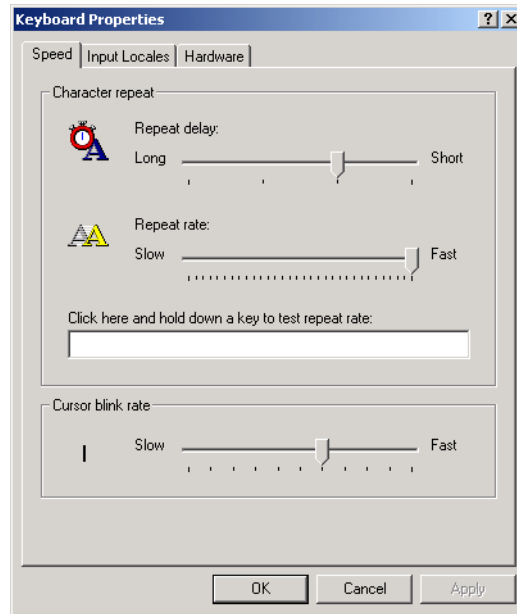 Keyboard Properties
Speed
Input Locales
Hardware
Character repeat
Repeat delay:
Long
Short
Repeat rate:
Slow
Fast
Click here and hold down a key to test repeat rate:
Cursor blink rate
Slow
Fast
OK
Cancel
Apply